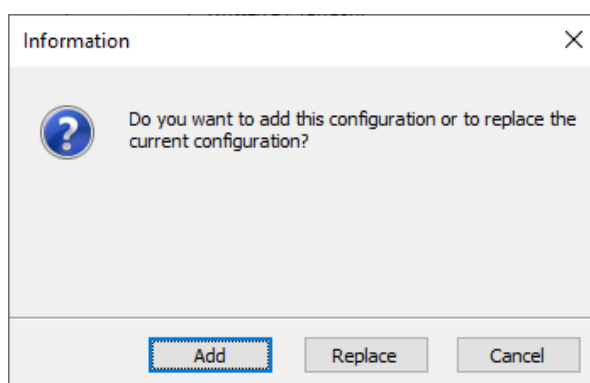 Information
Do you want to add this configuration or to replace the
current configuration?
Add Replace Cancel